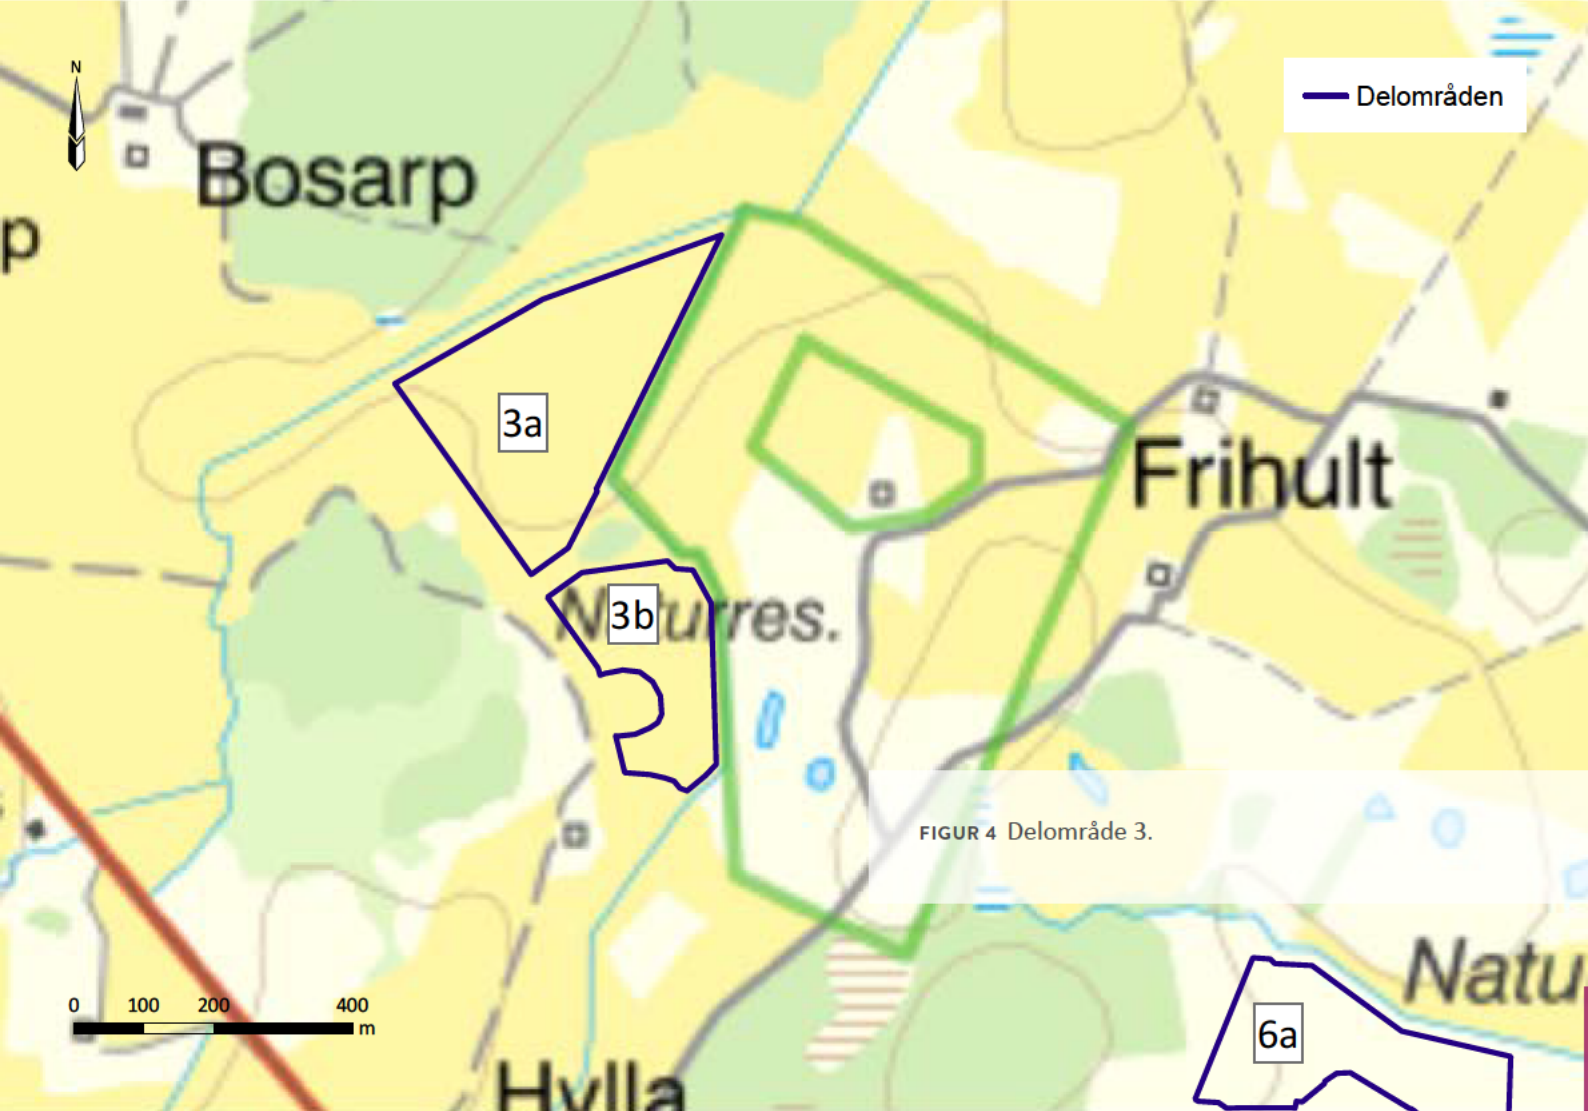 N
Delområden
Bosarp
p
3a
Frihult
3b
Naturres.
FIGUR 4 Delområde 3.
Natu
0 100 200 400
m
6a
Hylla